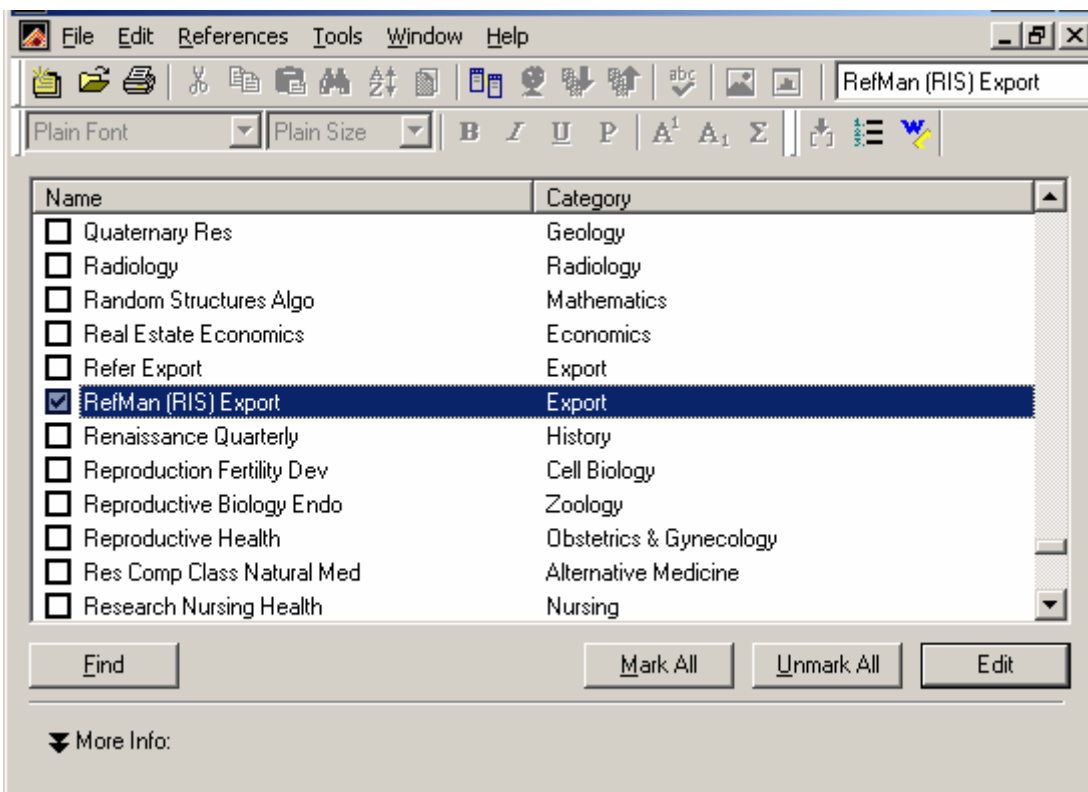 File Edit References Tools Window Help
RefMan (RIS) Export
Plain Font Plain Size B I U P A¹ A₁ Σ
Name Category
Quaternary Res Geology
Radiology Radiology
Random Structures Algo Mathematics
Real Estate Economics Economics
Refer Export Export
RefMan (RIS) Export Export
Renaissance Quarterly History
Reproduction Fertility Dev Cell Biology
Reproductive Biology Endo Zoology
Reproductive Health Obstetrics & Gynecology
Res Comp Class Natural Med Alternative Medicine
Research Nursing Health Nursing
Find Mark All Unmark All Edit
More Info: